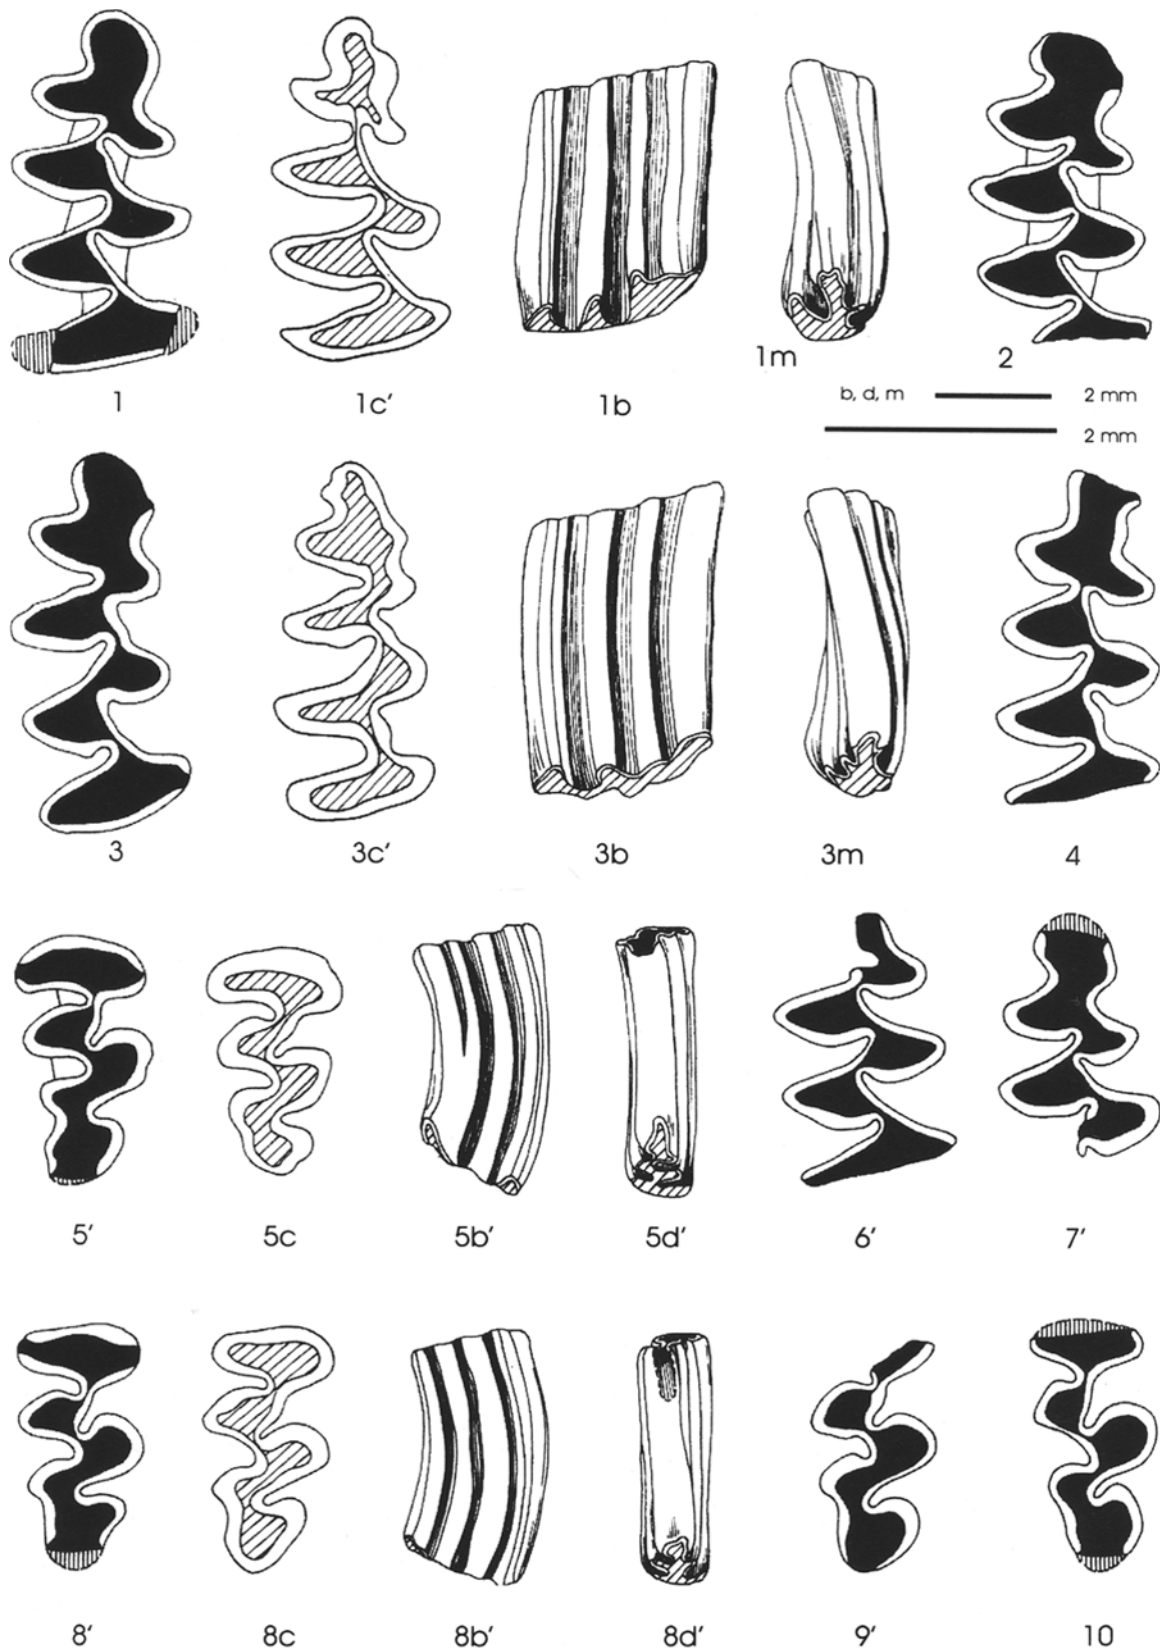 1 1c′ 1b 1m 2
b, d, m 2 mm
2 mm
3 3c′ 3b 3m 4
5′ 5c 5b′ 5d′ 6′ 7′
8′ 8c 8b′ 8d′ 9′ 10